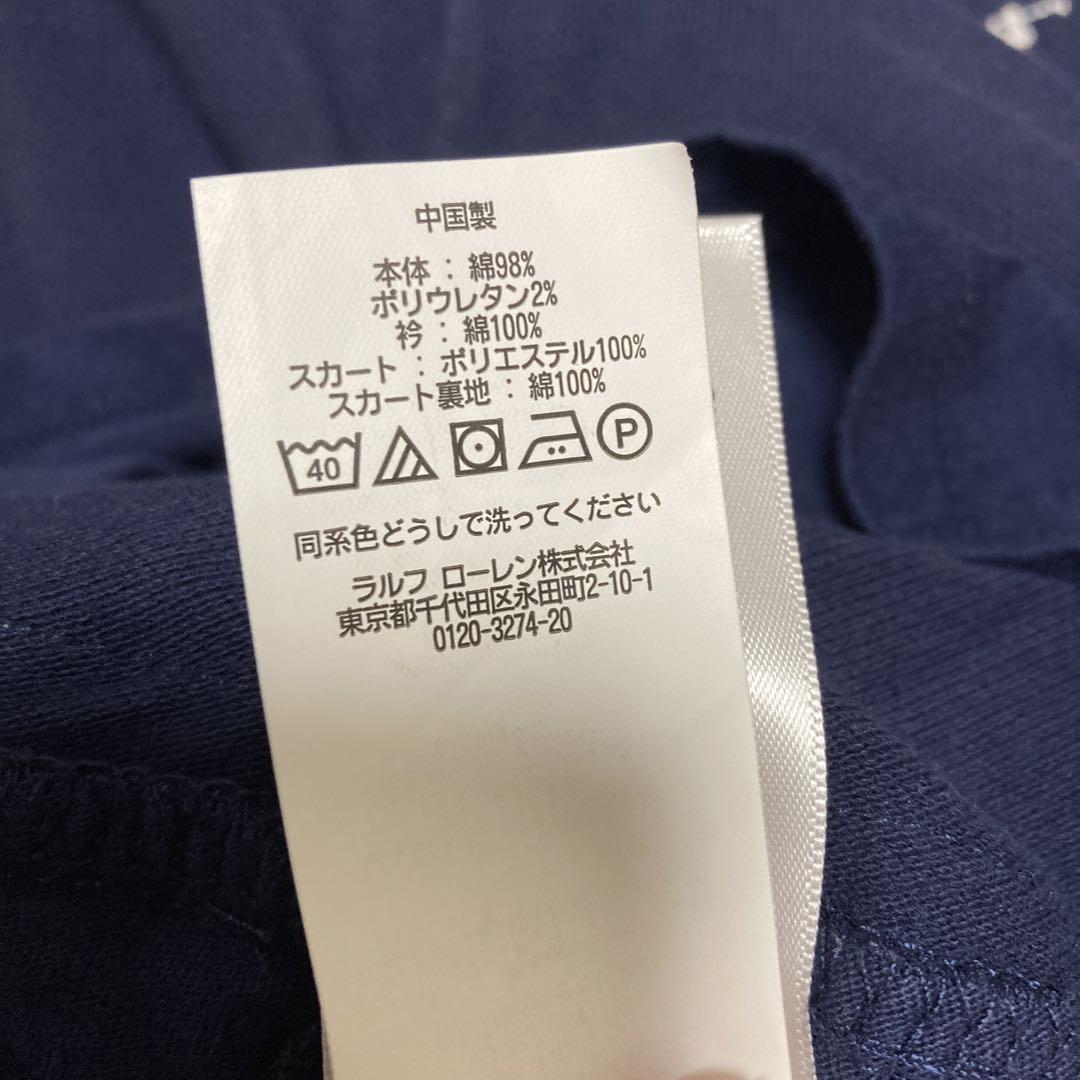 中国製
本体 : 綿98%
ポリウレタン2%
衿 : 綿100%
スカート : ポリエステル100%
スカート裏地 : 綿100%
40 P
同系色どうしで洗ってください
ラルフ ローレン株式会社
東京都千代田区永田町2-10-1
0120-3274-20